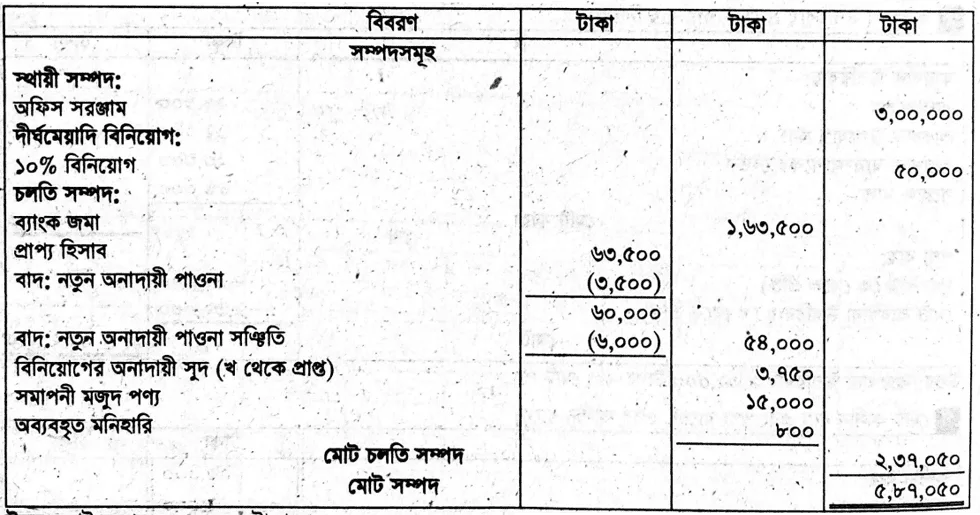 বিবরণ টাকা টাকা টাকা
সম্পদসমূহ
স্থায়ী সম্পদ:
অফিস সরঞ্জাম ৩,০০,০০০
দীর্ঘমেয়াদি বিনিয়োগ:
১০% বিনিয়োগ ৫০,০০০
চলতি সম্পদ:
ব্যাংক জমা ১,৬৩,৫০০
প্রাপ্য হিসাব ৬৩,৫০০
বাদ: নতুন অনাদায়ী পাওনা (৩,৫০০)
৬০,০০০
বাদ: নতুন অনাদায়ী পাওনা সঞ্চিতি (৬,০০০) ৫৪,০০০
বিনিয়োগের অনাদায়ী সুদ (খ থেকে প্রাপ্ত) ৩,৭৫০
সমাপনী মজুদ পণ্য ১৫,০০০
অব্যবহৃত মনিহারি ৮০০
মোট চলতি সম্পদ ২,৩৭,০৫০
মোট সম্পদ ৫,৮৭,০৫০